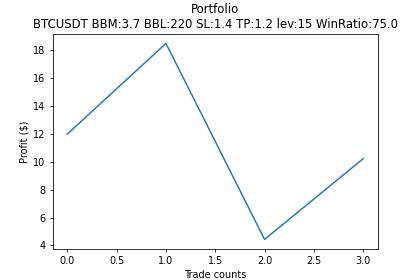 Portfolio
BTCUSDT BBM:3.7 BBL:220 SL:1.4 TP:1.2 lev:15 WinRatio:75.0
18
16
14
12
10
8
6
4
Profit ($)
0.0 0.5 1.0 1.5 2.0 2.5 3.0
Trade counts